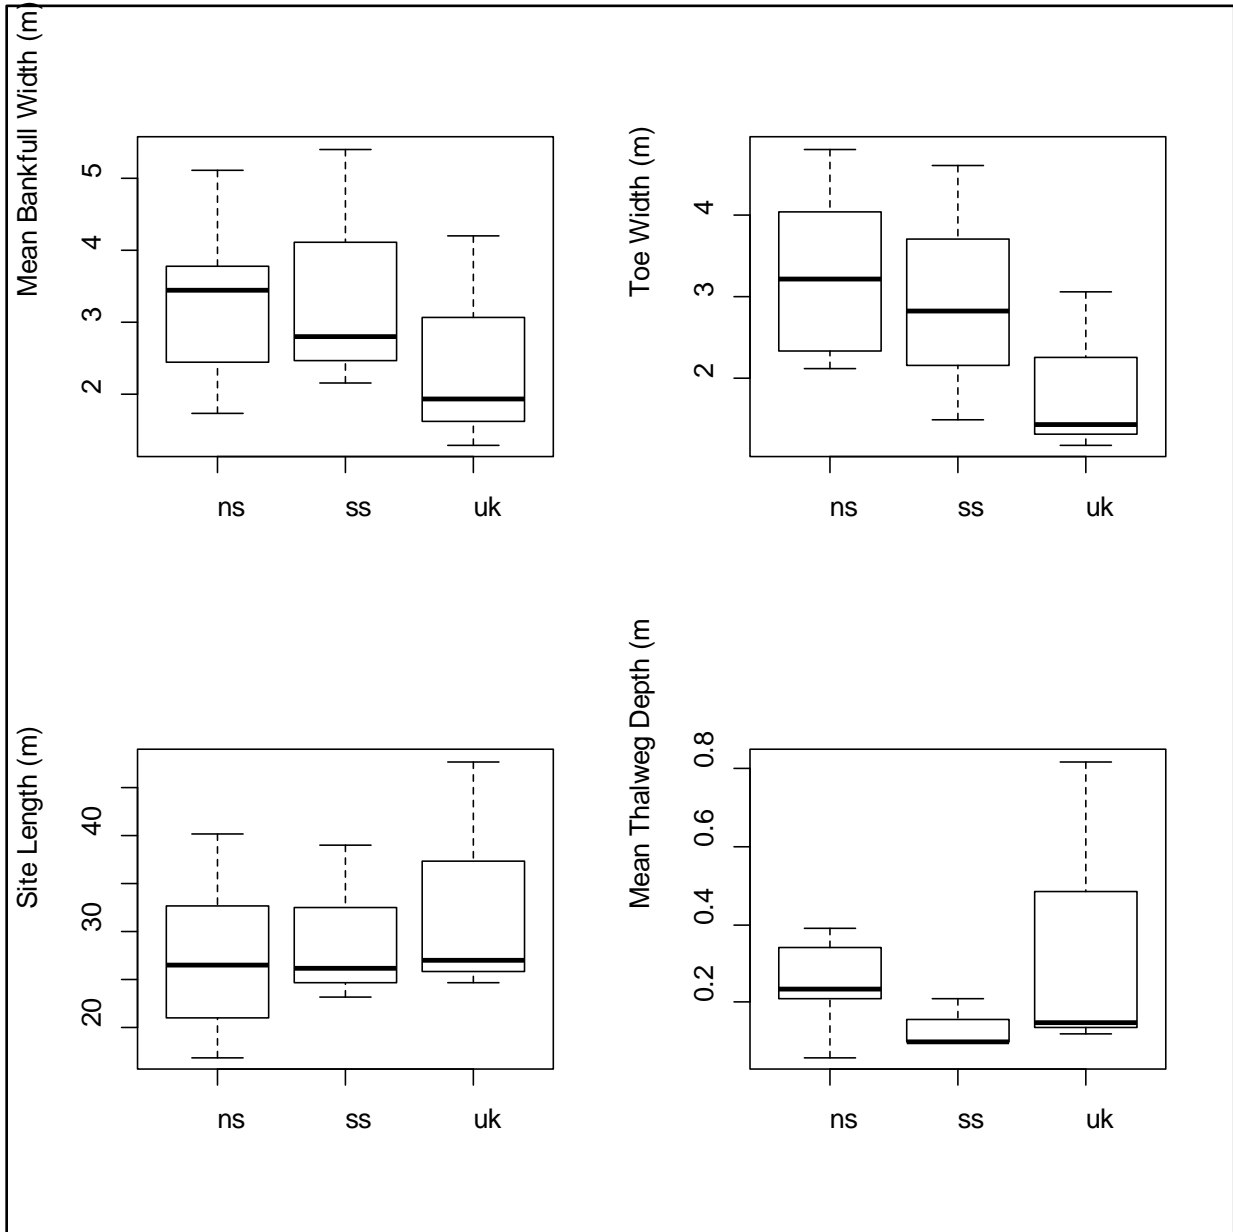 Mean Bankfull Width (m)
5
4
3
2
ns ss uk
Toe Width (m)
4
3
2
ns ss uk
Site Length (m)
40
30
20
ns ss uk
Mean Thalweg Depth (m
0.8
0.6
0.4
0.2
ns ss uk